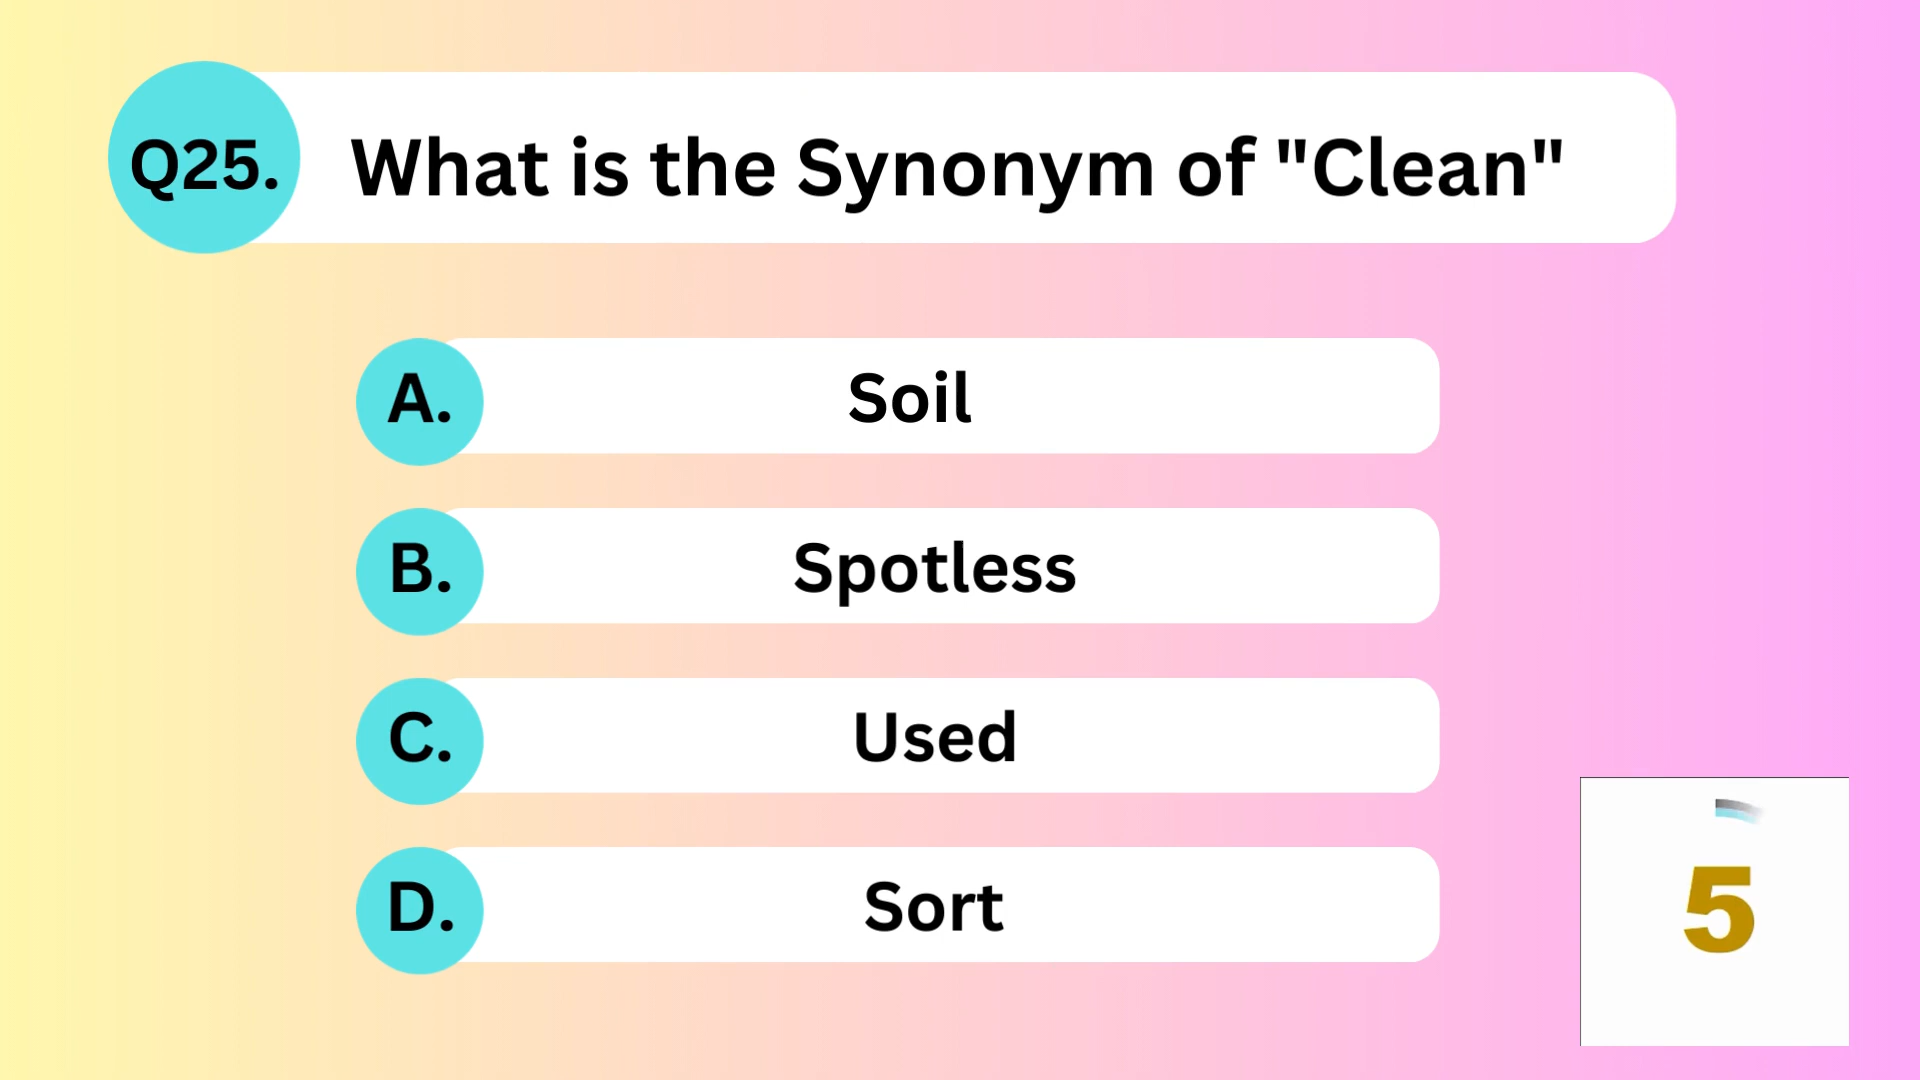 Q25. What is the Synonym of "Clean"
A. Soil
B. Spotless
C. Used
D. Sort
5